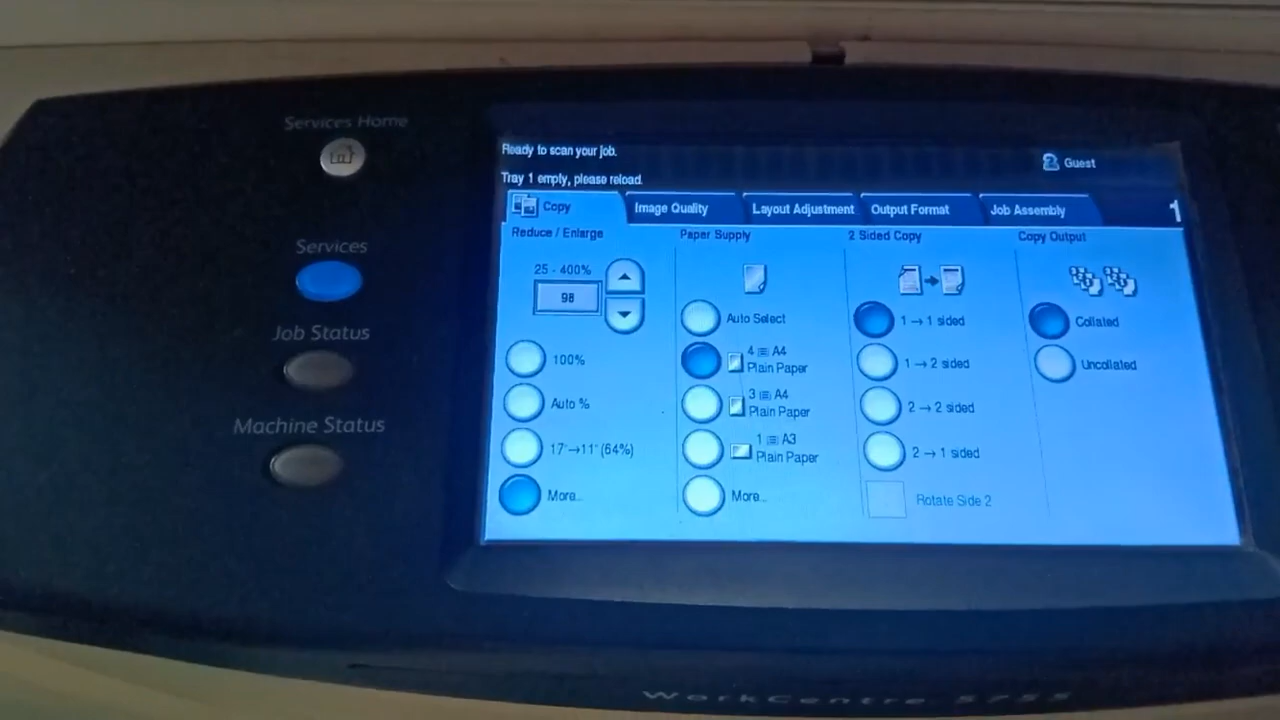 Services Home
Services
Job Status
Machine Status
Ready to scan your job.
Guest
Tray 1 empty, please reload.
Copy
Image Quality
Layout Adjustment
Output Format
Job Assembly
1
Reduce / Enlarge
25 - 400%
98
100%
Auto %
17"→11" (64%)
More...
Paper Supply
Auto Select
4 A4
Plain Paper
3 A4
Plain Paper
1 A3
Plain Paper
More...
2 Sided Copy
1 → 1 sided
1 → 2 sided
2 → 2 sided
2 → 1 sided
Rotate Side 2
Copy Output
Collated
Uncollated
WorkCentre 5755